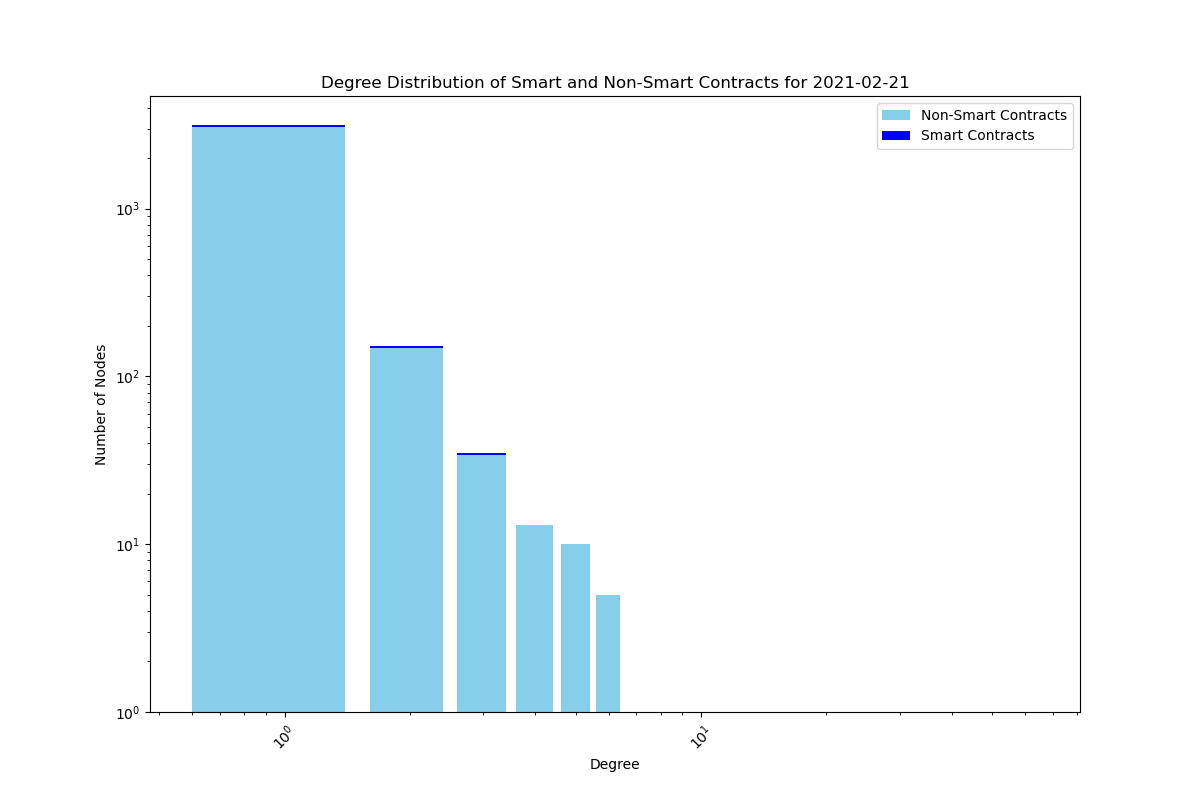 Degree Distribution of Smart and Non-Smart Contracts for 2021-02-21
Non-Smart Contracts
Smart Contracts
Number of Nodes
10³
10²
10¹
10⁰
10⁰
10¹
Degree